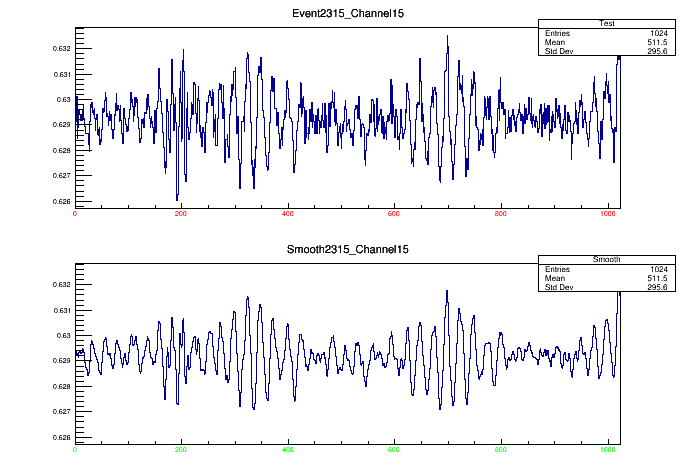 Event2315_Channel15
Test
Entries 1024
Mean 511.5
Std Dev 295.6
0.632
0.631
0.63
0.629
0.628
0.627
0.626
0 200 400 600 800 1000
Smooth2315_Channel15
Smooth
Entries 1024
Mean 511.5
Std Dev 295.6
0.632
0.631
0.63
0.629
0.628
0.627
0.626
0 200 400 600 800 1000